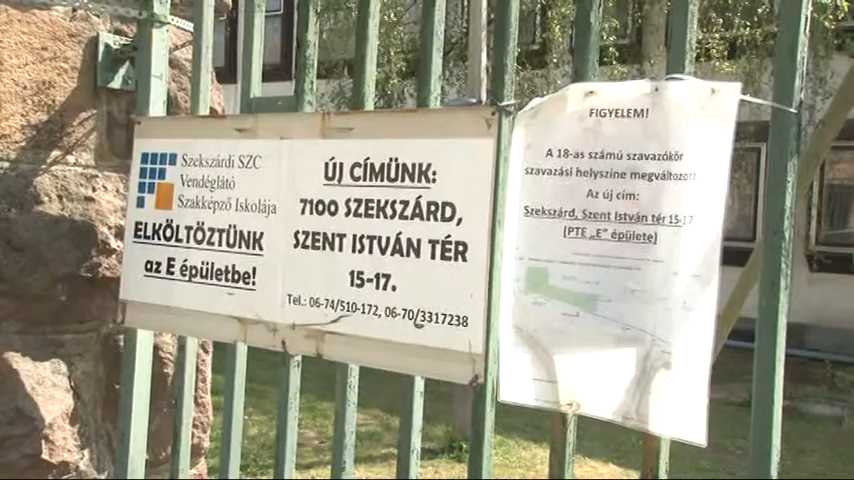 Szekszárdi SZC
Vendéglátó
Szakképző Iskolája
ELKÖLTÖZTÜNK
az E épületbe!
ÚJ CÍMÜNK:
7100 SZEKSZÁRD,
SZENT ISTVÁN TÉR
15-17.
Tel.: 06-74/510-172, 06-70/3317238
FIGYELEM!
A 18-as számú szavazókör
szavazási helyszíne megváltozott
Az új cím:
Szekszárd, Szent István tér 15-17
(PTE „E” épülete)